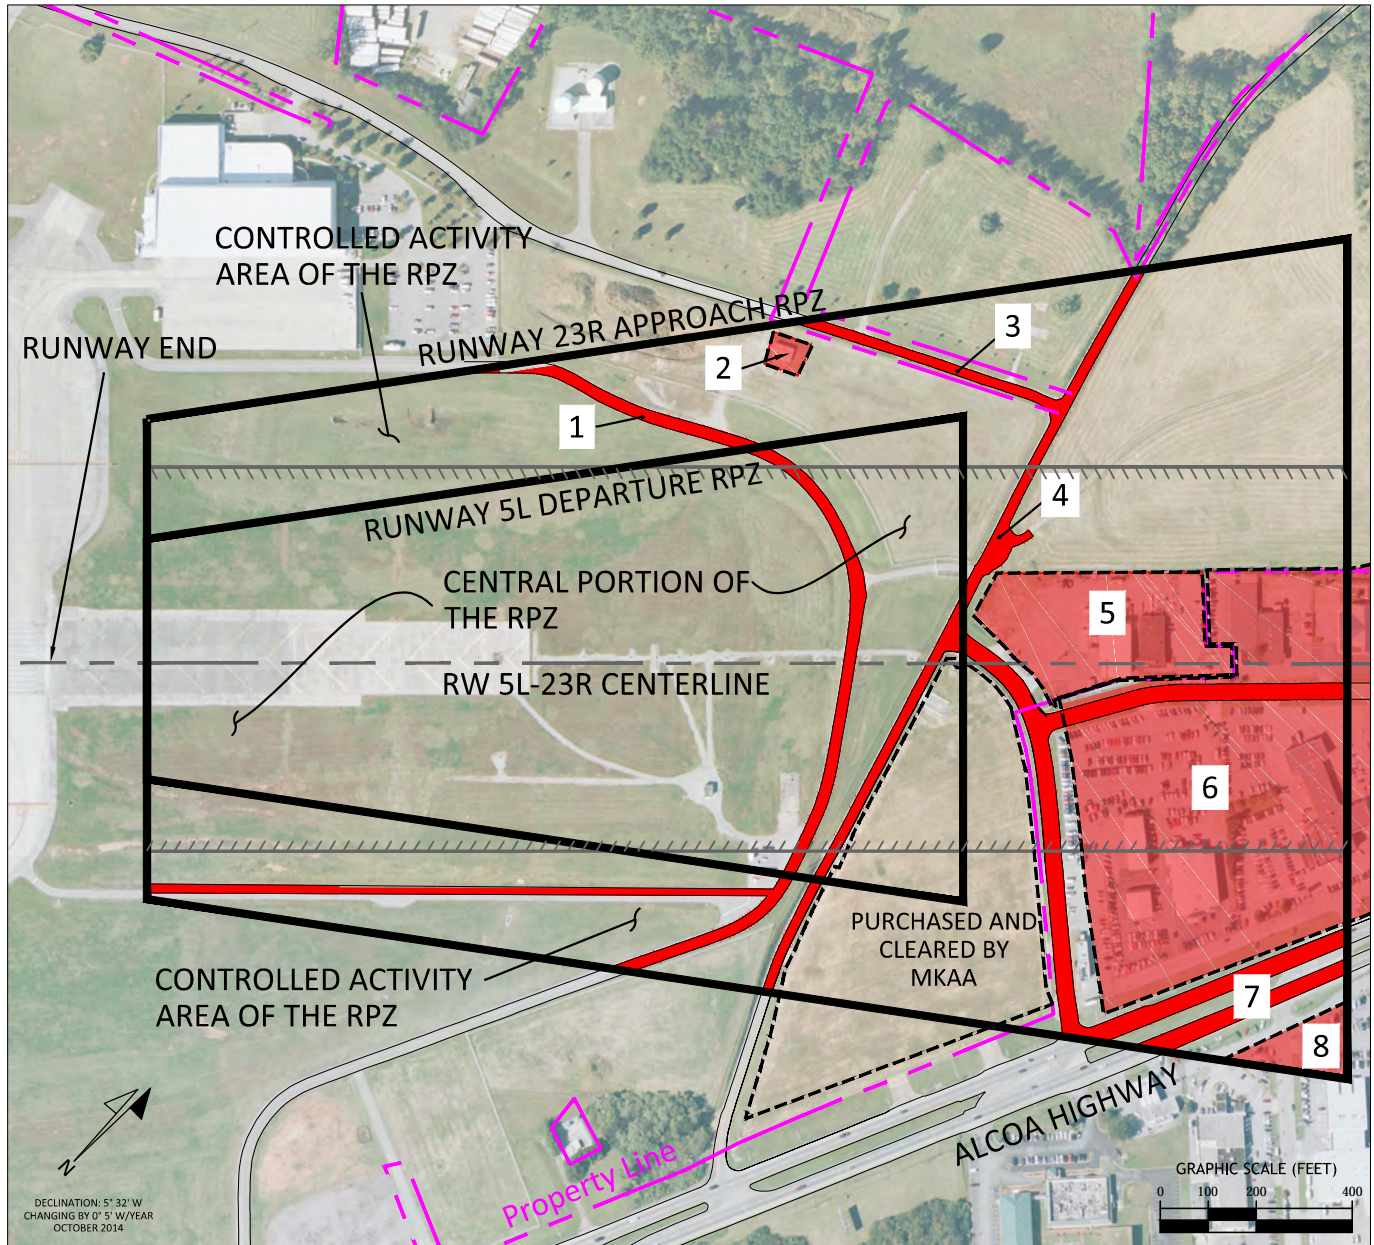 CONTROLLED ACTIVITY
AREA OF THE RPZ
RUNWAY END
RUNWAY 23R APPROACH RPZ
3
2
1
RUNWAY 5L DEPARTURE RPZ
4
CENTRAL PORTION OF
THE RPZ
5
RW 5L-23R CENTERLINE
6
PURCHASED AND
CLEARED BY
MKAA
CONTROLLED ACTIVITY
AREA OF THE RPZ
7
8
ALCOA HIGHWAY
Property Line
N
DECLINATION: 5° 32' W
CHANGING BY 0° 5' W/YEAR
OCTOBER 2014
GRAPHIC SCALE (FEET)
0 100 200 400